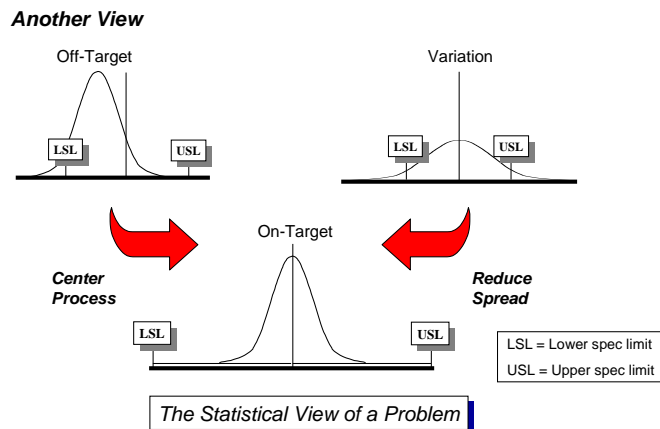 Another View
Off-Target
Variation
LSL
USL
LSL
USL
On-Target
Center
Process
Reduce
Spread
LSL
USL
LSL = Lower spec limit
USL = Upper spec limit
The Statistical View of a Problem